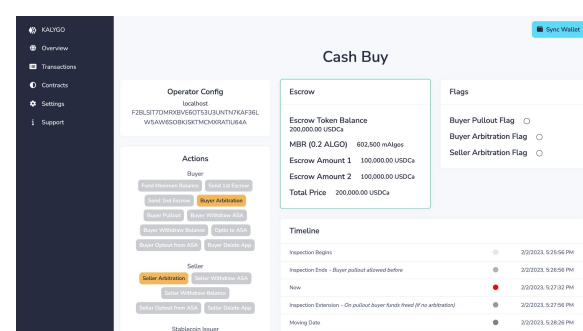 KALYGO
Overview
Transactions
Contracts
Settings
Support
Sync Wallet
Cash Buy
Operator Config
localhost
Actions
Buyer
Fund Minimum Balance
Send 1st Escrow
Send 2nd Escrow
Buyer Arbitration
Buyer Pullout
Buyer Withdraw ASA
Buyer Withdraw Balance
Optin to ASA
Buyer Optout from ASA
Buyer Delete App
Seller
Seller Arbitration
Seller Withdraw ASA
Seller Withdraw Balance
Seller Optout from ASA
Seller Delete App
Stablecoin Issuer
Escrow
Escrow Token Balance
200,000.00 USDCa
MBR (0.2 ALGO) 602,500 mAlgos
Escrow Amount 1 100,000.00 USDCa
Escrow Amount 2 100,000.00 USDCa
Total Price 200,000.00 USDCa
Flags
Buyer Pullout Flag
Buyer Arbitration Flag
Seller Arbitration Flag
Timeline
Inspection Begins 2/2/2023, 5:25:56 PM
Inspection Ends - Buyer pullout allowed before 2/2/2023, 5:26:56 PM
Now 2/2/2023, 5:27:32 PM
Inspection Extension - On pullout buyer funds freed (if no arbitration) 2/2/2023, 5:27:56 PM
Moving Date 2/2/2023, 5:28:26 PM